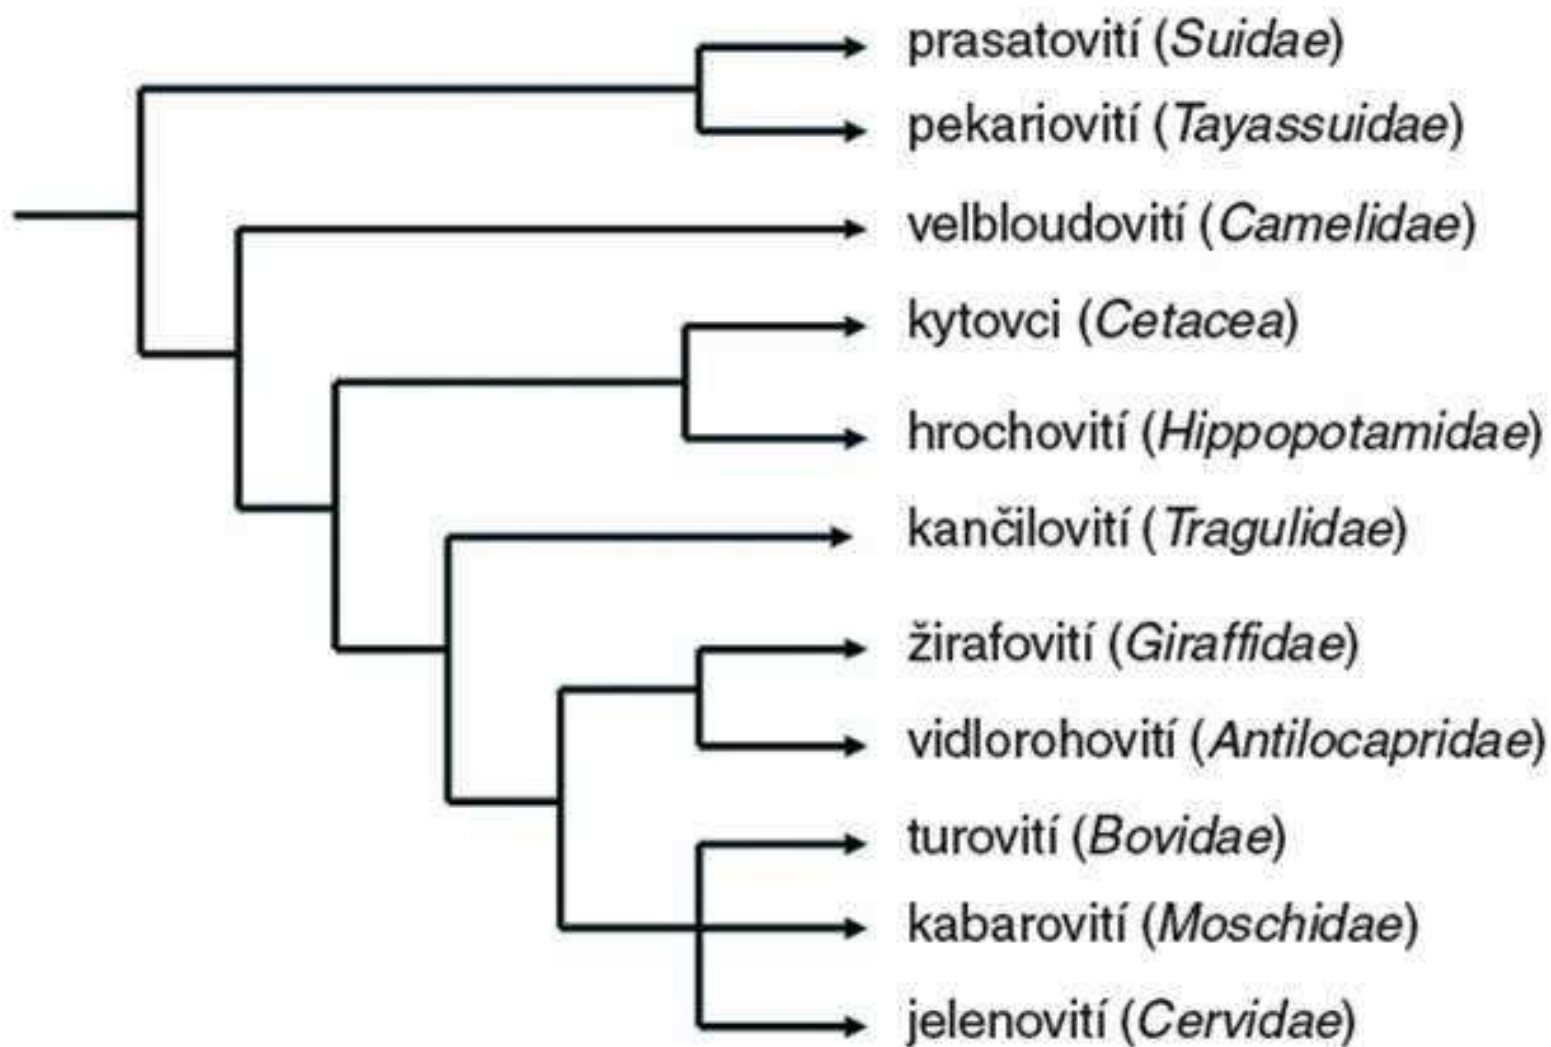 prasatovití (Suidae)
pekariovití (Tayassuidae)
velbloudovití (Camelidae)
kytovci (Cetacea)
hrochovití (Hippopotamidae)
kančilovití (Tragulidae)
žirafovití (Giraffidae)
vidlorohovití (Antilocapridae)
turovití (Bovidae)
kabarovití (Moschidae)
jelenovití (Cervidae)